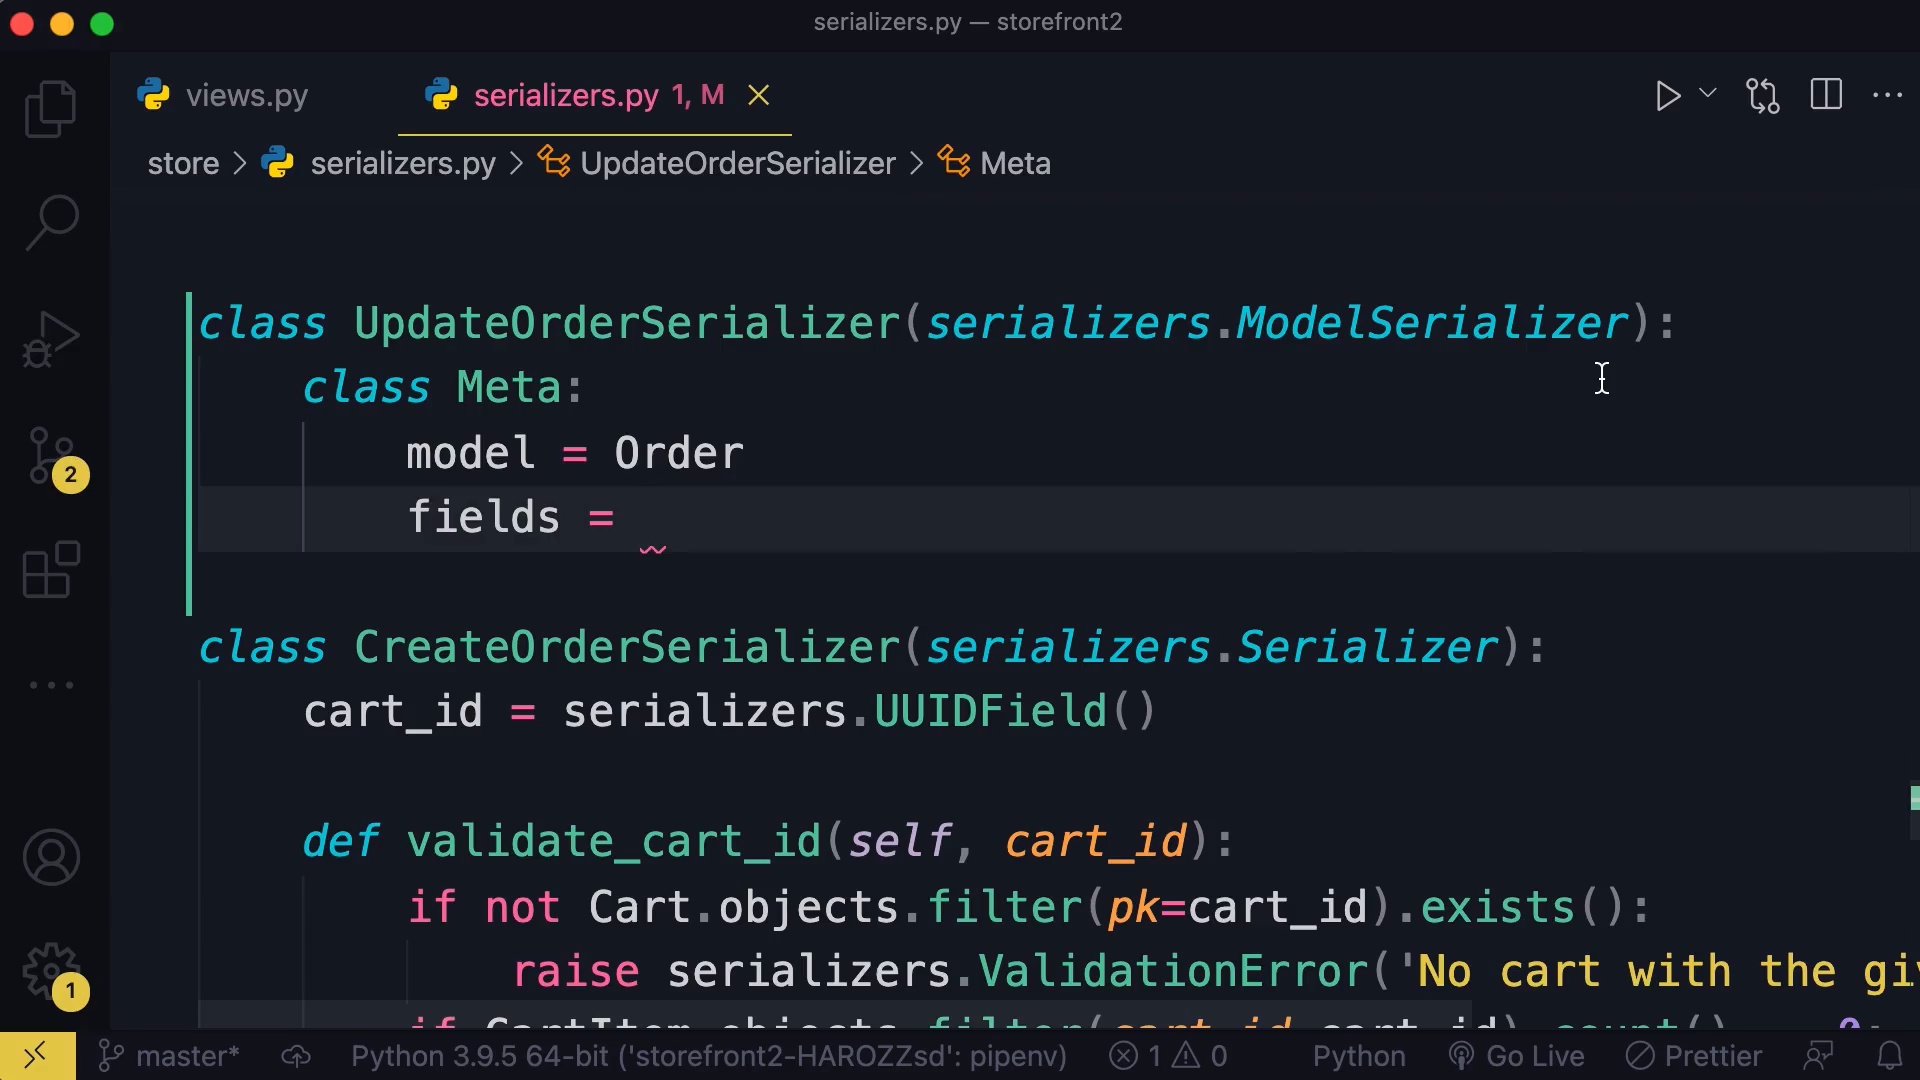 serializers.py — storefront2
views.py
serializers.py 1, M
store > serializers.py > UpdateOrderSerializer > Meta
class UpdateOrderSerializer(serializers.ModelSerializer):
class Meta:
model = Order
fields =
class CreateOrderSerializer(serializers.Serializer):
cart_id = serializers.UUIDField()
def validate_cart_id(self, cart_id):
if not Cart.objects.filter(pk=cart_id).exists():
raise serializers.ValidationError('No cart with the gi
2
1
master* Python 3.9.5 64-bit ('storefront2-HAROZZsd': pipenv) 1 0 Python Go Live Prettier